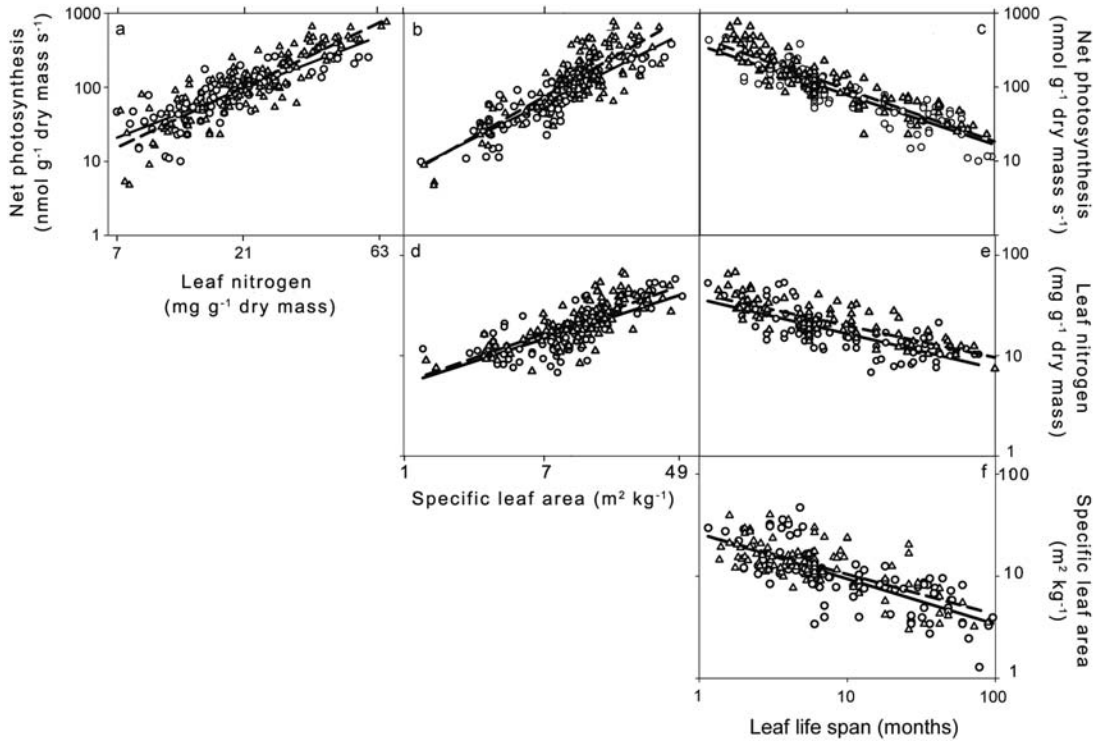 Net photosynthesis
(nmol g⁻¹ dry mass s⁻¹)
1000
100
10
1
a
b
c
1000
100
10
Net photosynthesis
(nmol g⁻¹ dry mass s⁻¹)
7
21
63
Leaf nitrogen
(mg g⁻¹ dry mass)
d
e
100
10
1
Leaf nitrogen
(mg g⁻¹ dry mass)
1
7
49
Specific leaf area (m² kg⁻¹)
f
100
10
1
Specific leaf area
(m² kg⁻¹)
1
10
100
Leaf life span (months)